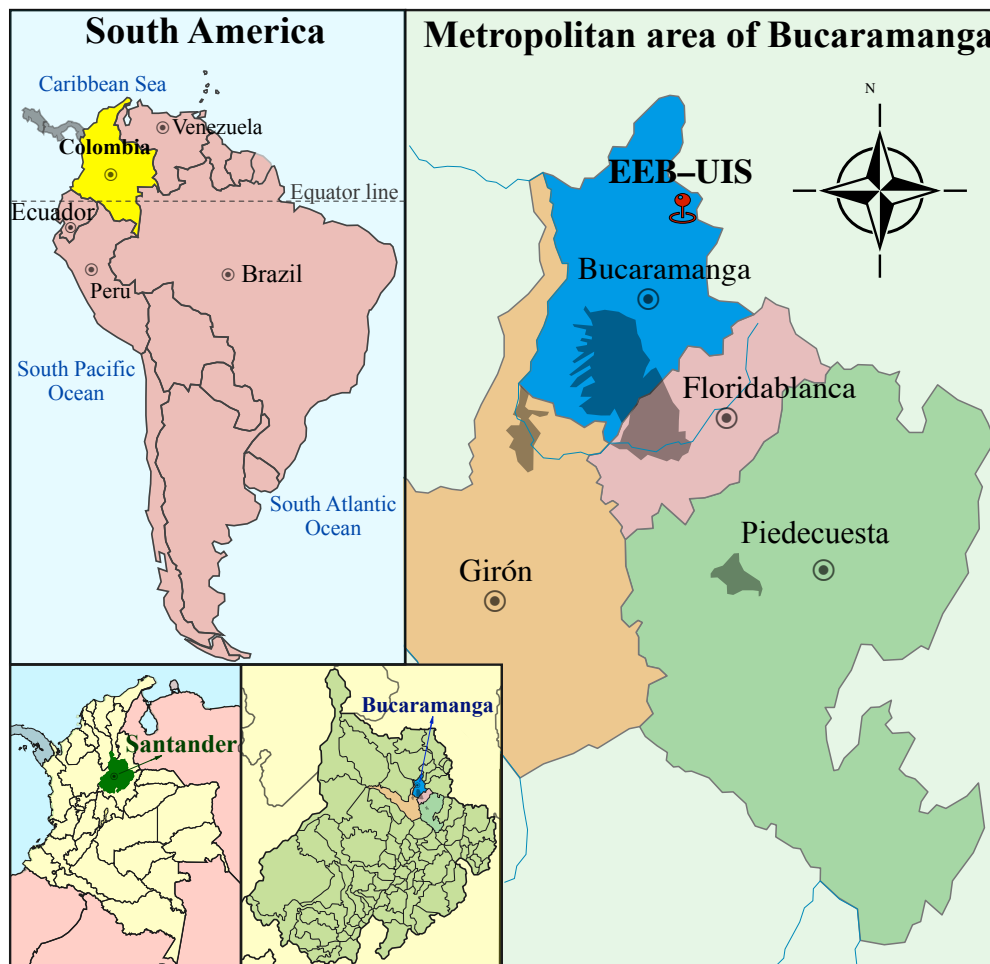 South America
Caribbean Sea
Venezuela
Colombia
Equator line
Ecuador
Peru
Brazil
South Pacific
Ocean
South Atlantic
Ocean
Metropolitan area of Bucaramanga
N
EEB–UIS
Bucaramanga
Floridablanca
Piedecuesta
Girón
Santander
Bucaramanga